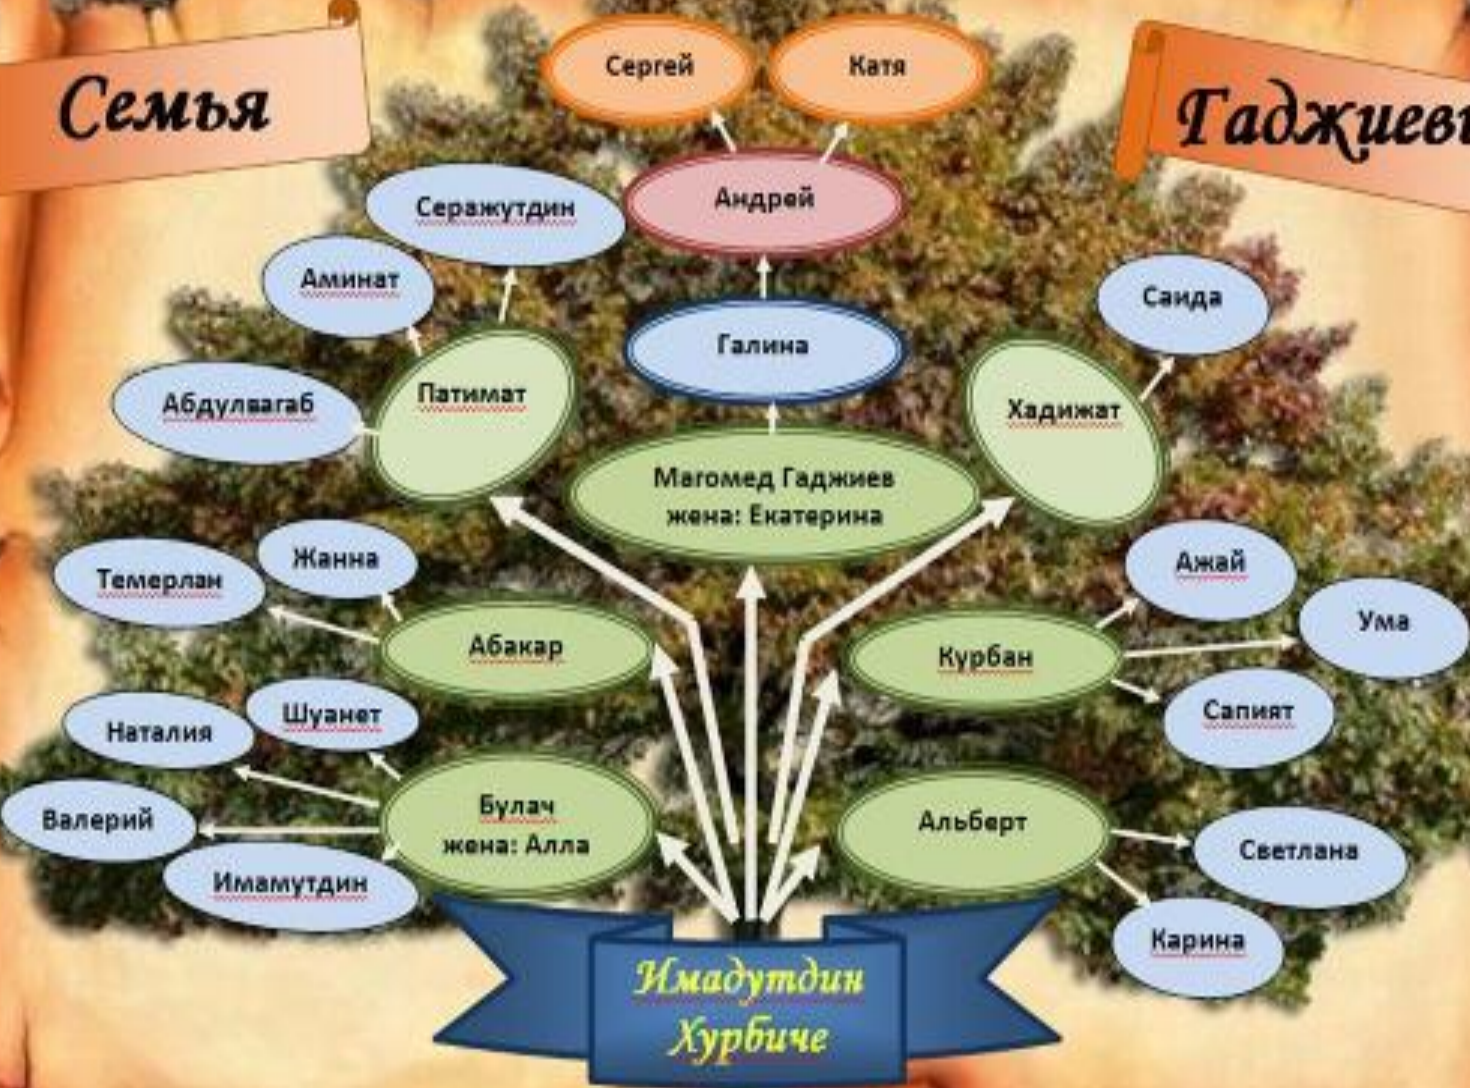 Семья
Гаджиевы
Сергей
Катя
Андрей
Серажутдин
Аминат
Саида
Галина
Патимат
Абдулвагаб
Хадижат
Магомед Гаджиев
жена: Екатерина
Жанна
Темерлан
Ажай
Ума
Абакар
Курбан
Шуанет
Наталия
Сапият
Булач
жена: Алла
Валерий
Альберт
Светлана
Имамутдин
Карина
Имадутдин
Хурбиче